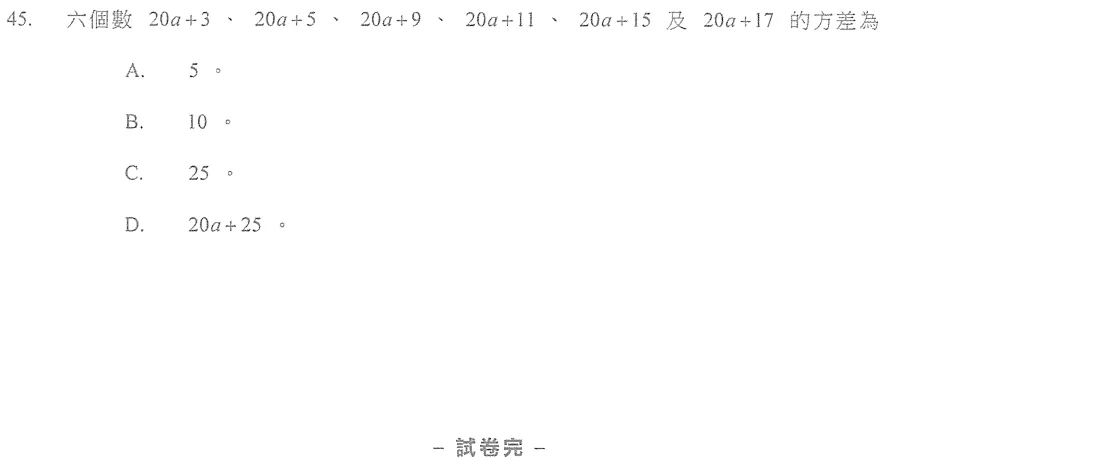 45. 六個數 20a+3 、 20a+5 、 20a+9 、 20a+11 、 20a+15 及 20a+17 的方差為
A. 5 。
B. 10 。
C. 25 。
D. 20a+25 。
– 試卷完 –